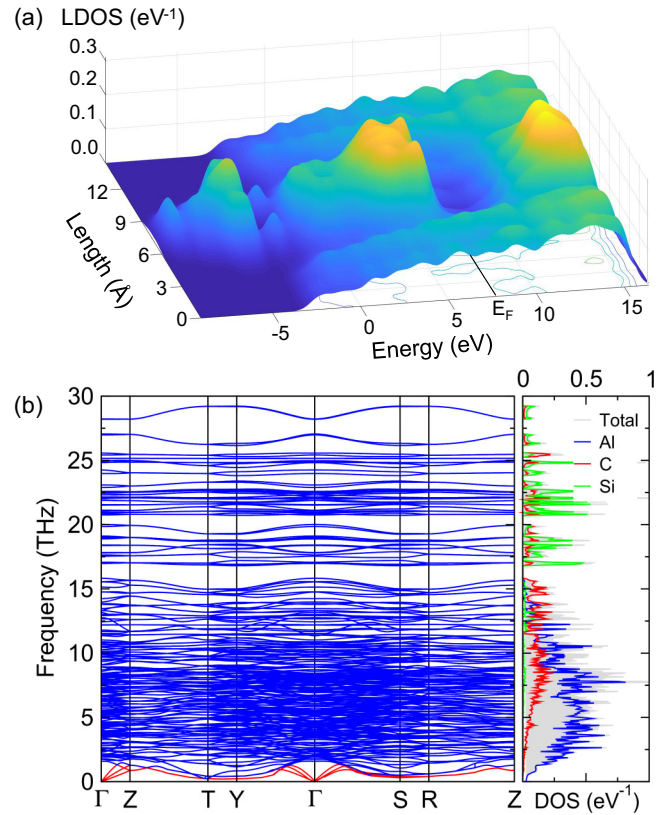 (a) LDOS (eV⁻¹)
0.3
0.2
0.1
0.0
12
9
6
3
0
Length (Å)
-5
0
5
E_F
10
15
Energy (eV)
(b)
30
25
20
15
10
5
0
Frequency (THz)
Γ Z T Y Γ S R Z
0 0.5 1
Total
Al
C
Si
DOS (eV⁻¹)